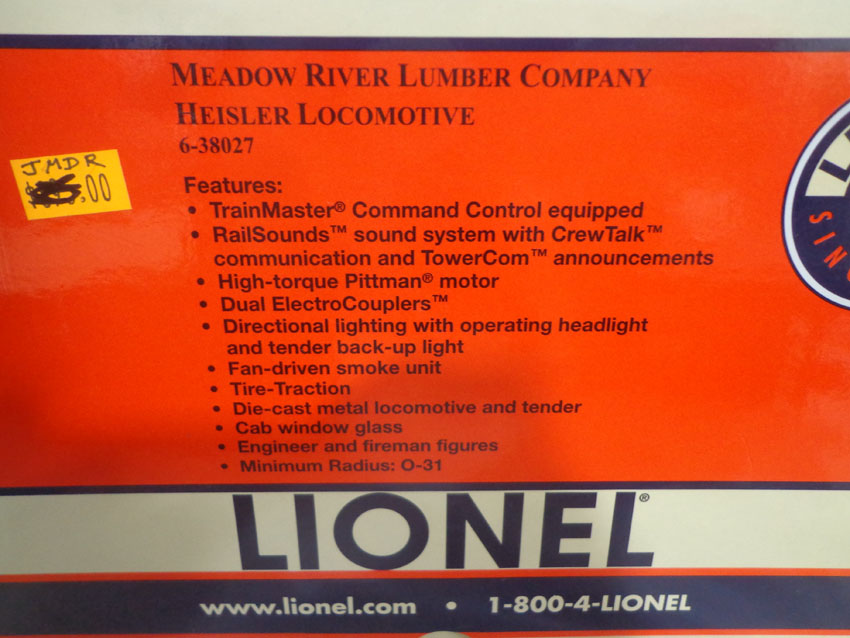 MEADOW RIVER LUMBER COMPANY
HEISLER LOCOMOTIVE
6-38027
JMDR
.00
Features:
• TrainMaster® Command Control equipped
• RailSounds™ sound system with CrewTalk™
communication and TowerCom™ announcements
• High-torque Pittman® motor
• Dual ElectroCouplers™
• Directional lighting with operating headlight
and tender back-up light
• Fan-driven smoke unit
• Tire-Traction
• Die-cast metal locomotive and tender
• Cab window glass
• Engineer and fireman figures
• Minimum Radius: O-31
LIONEL®
www.lionel.com • 1-800-4-LIONEL